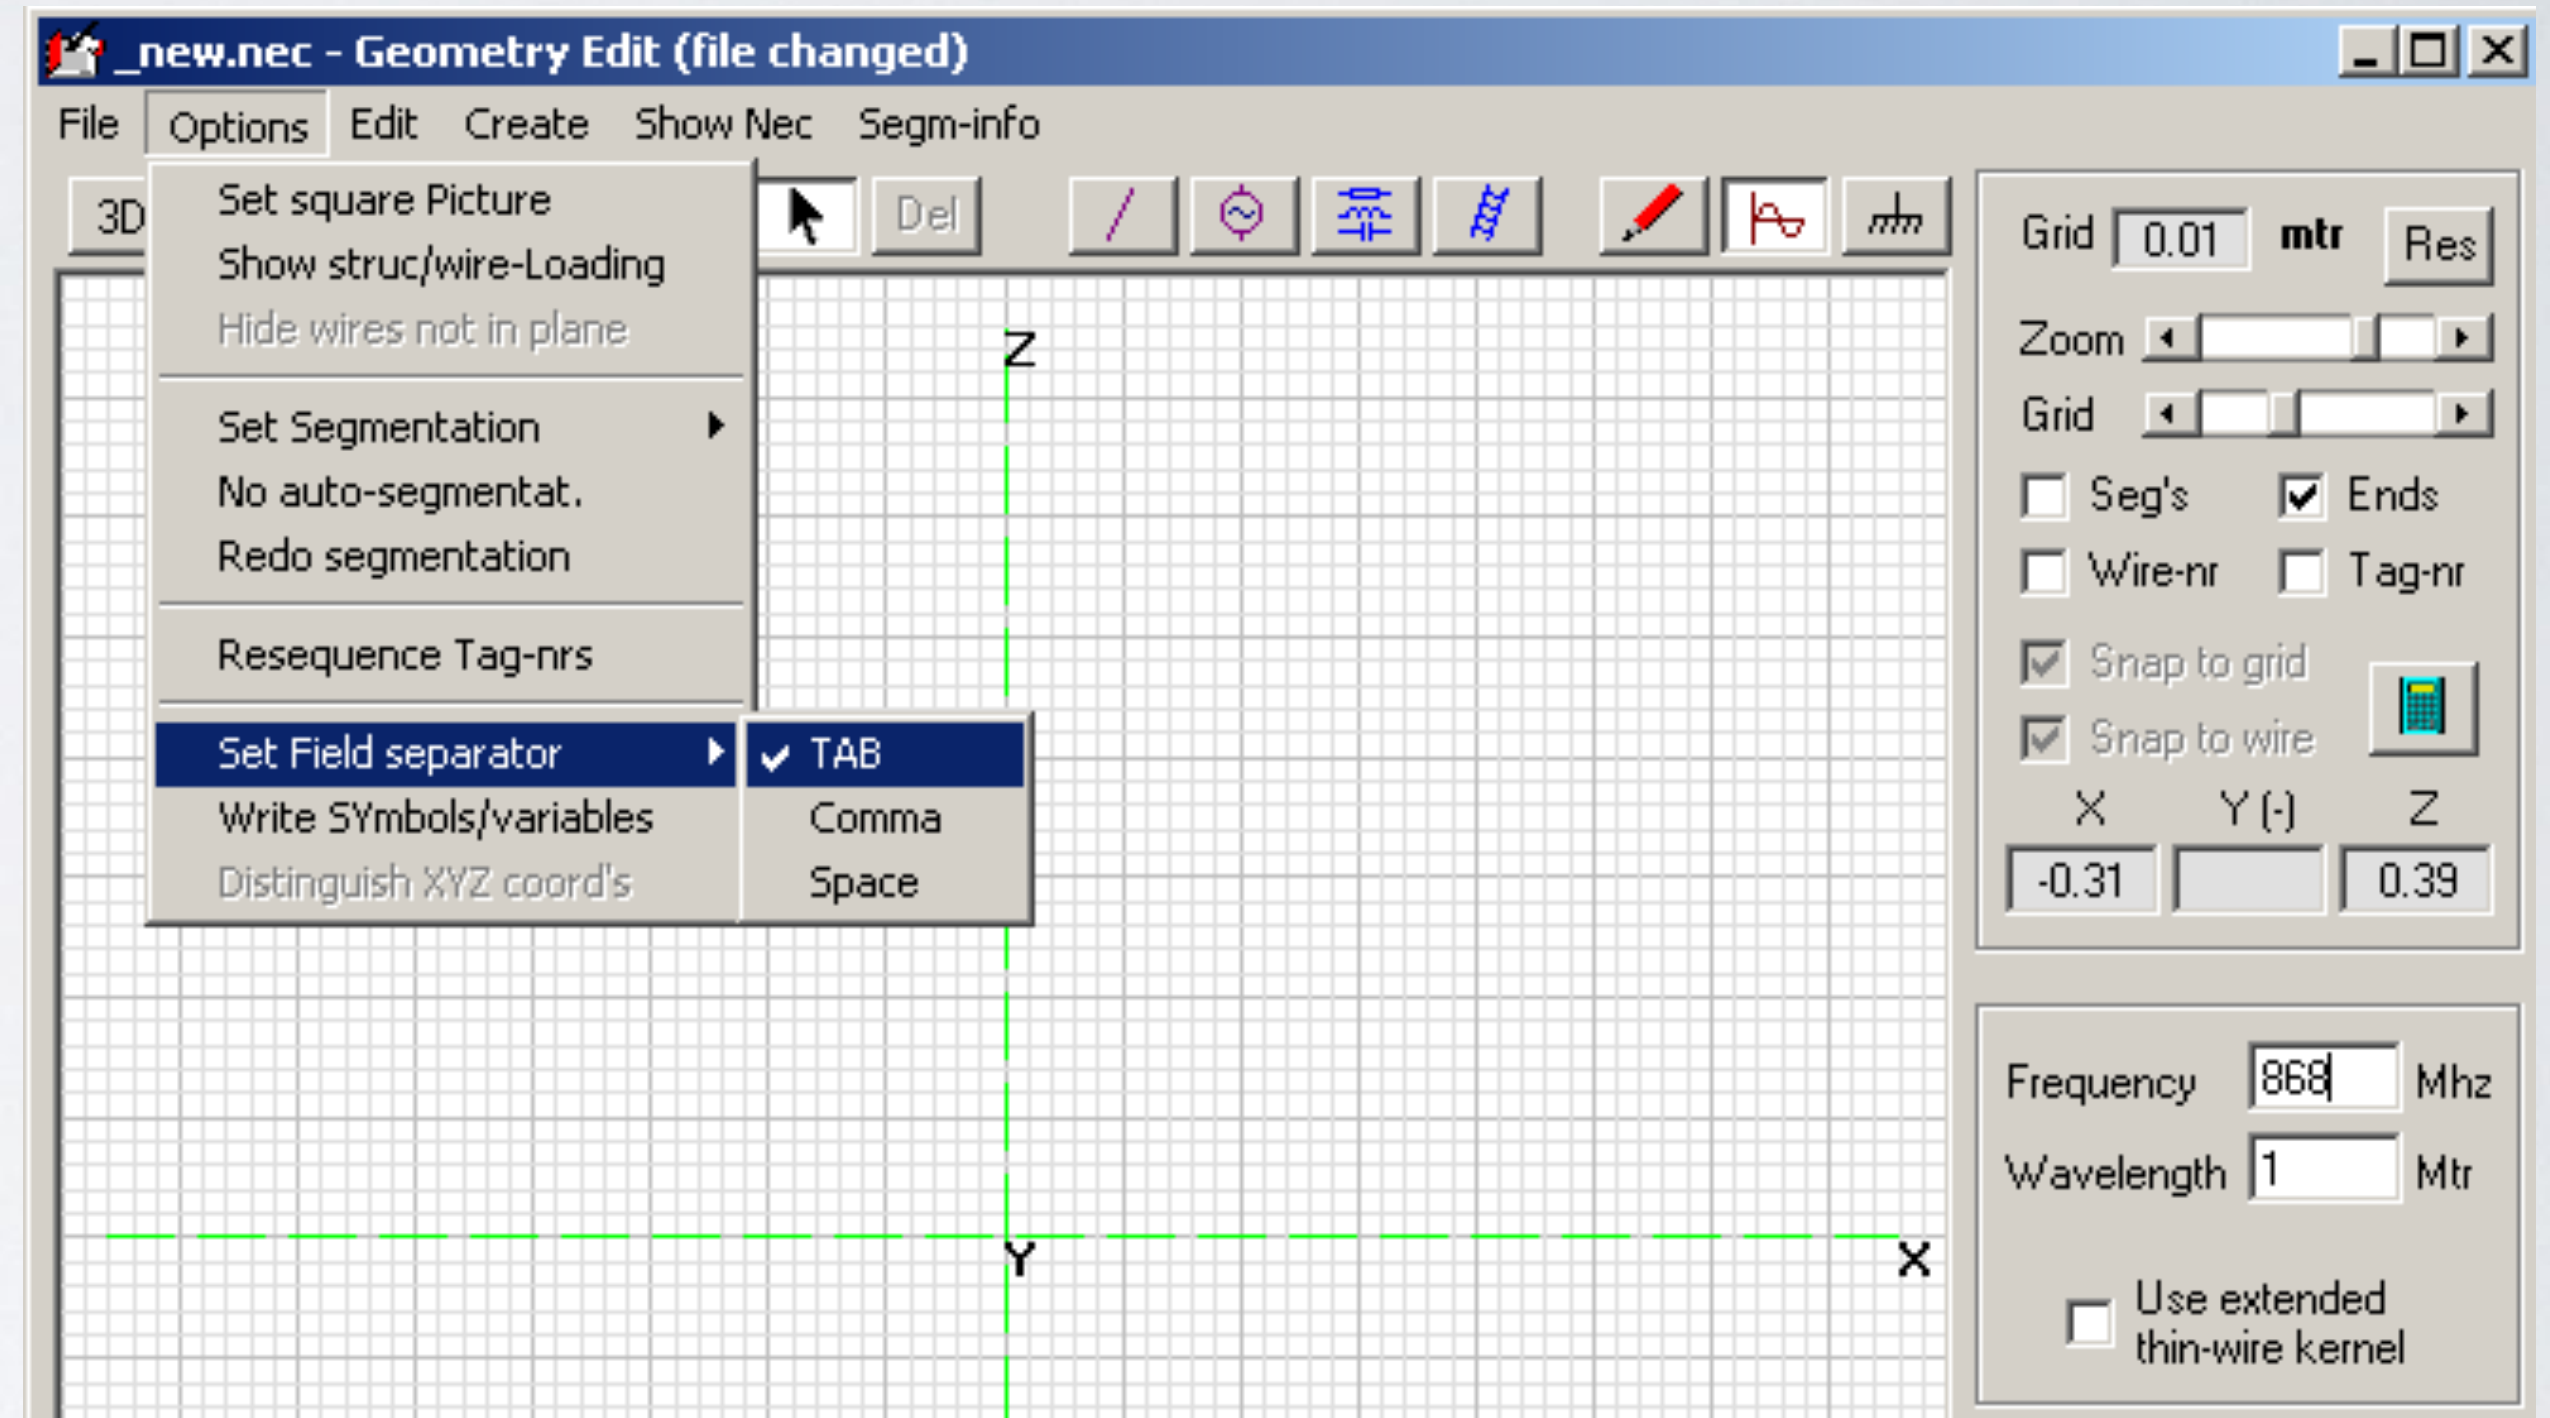 _new.nec - Geometry Edit (file changed)
File Options Edit Create Show Nec Segm-info
3D
Del
Set square Picture
Show struc/wire-Loading
Hide wires not in plane
Set Segmentation
No auto-segmentat.
Redo segmentation
Resequence Tag-nrs
Set Field separator
Write SYmbols/variables
Distinguish XYZ coord's
TAB
Comma
Space
Z
Y
X
Grid 0.01 mtr Res
Zoom
Grid
Seg's Ends
Wire-nr Tag-nr
Snap to grid
Snap to wire
X Y (-) Z
-0.31 0.39
Frequency 868 Mhz
Wavelength 1 Mtr
Use extended
thin-wire kernel